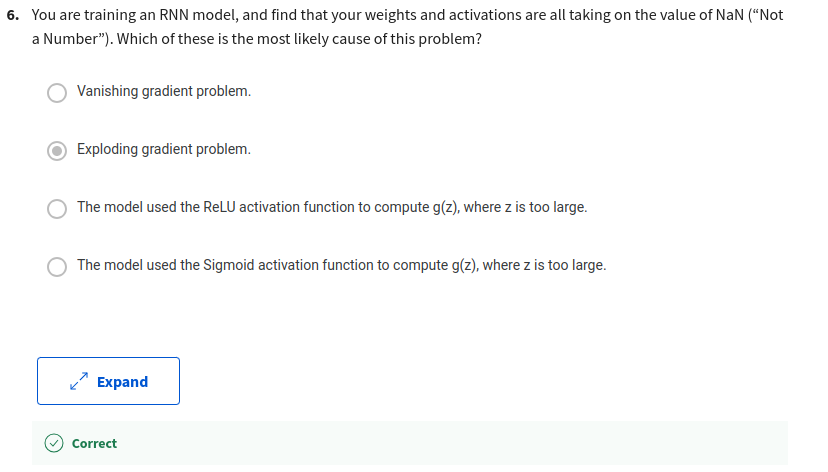 6. You are training an RNN model, and find that your weights and activations are all taking on the value of NaN (“Not
a Number”). Which of these is the most likely cause of this problem?
Vanishing gradient problem.
Exploding gradient problem.
The model used the ReLU activation function to compute g(z), where z is too large.
The model used the Sigmoid activation function to compute g(z), where z is too large.
Expand
Correct